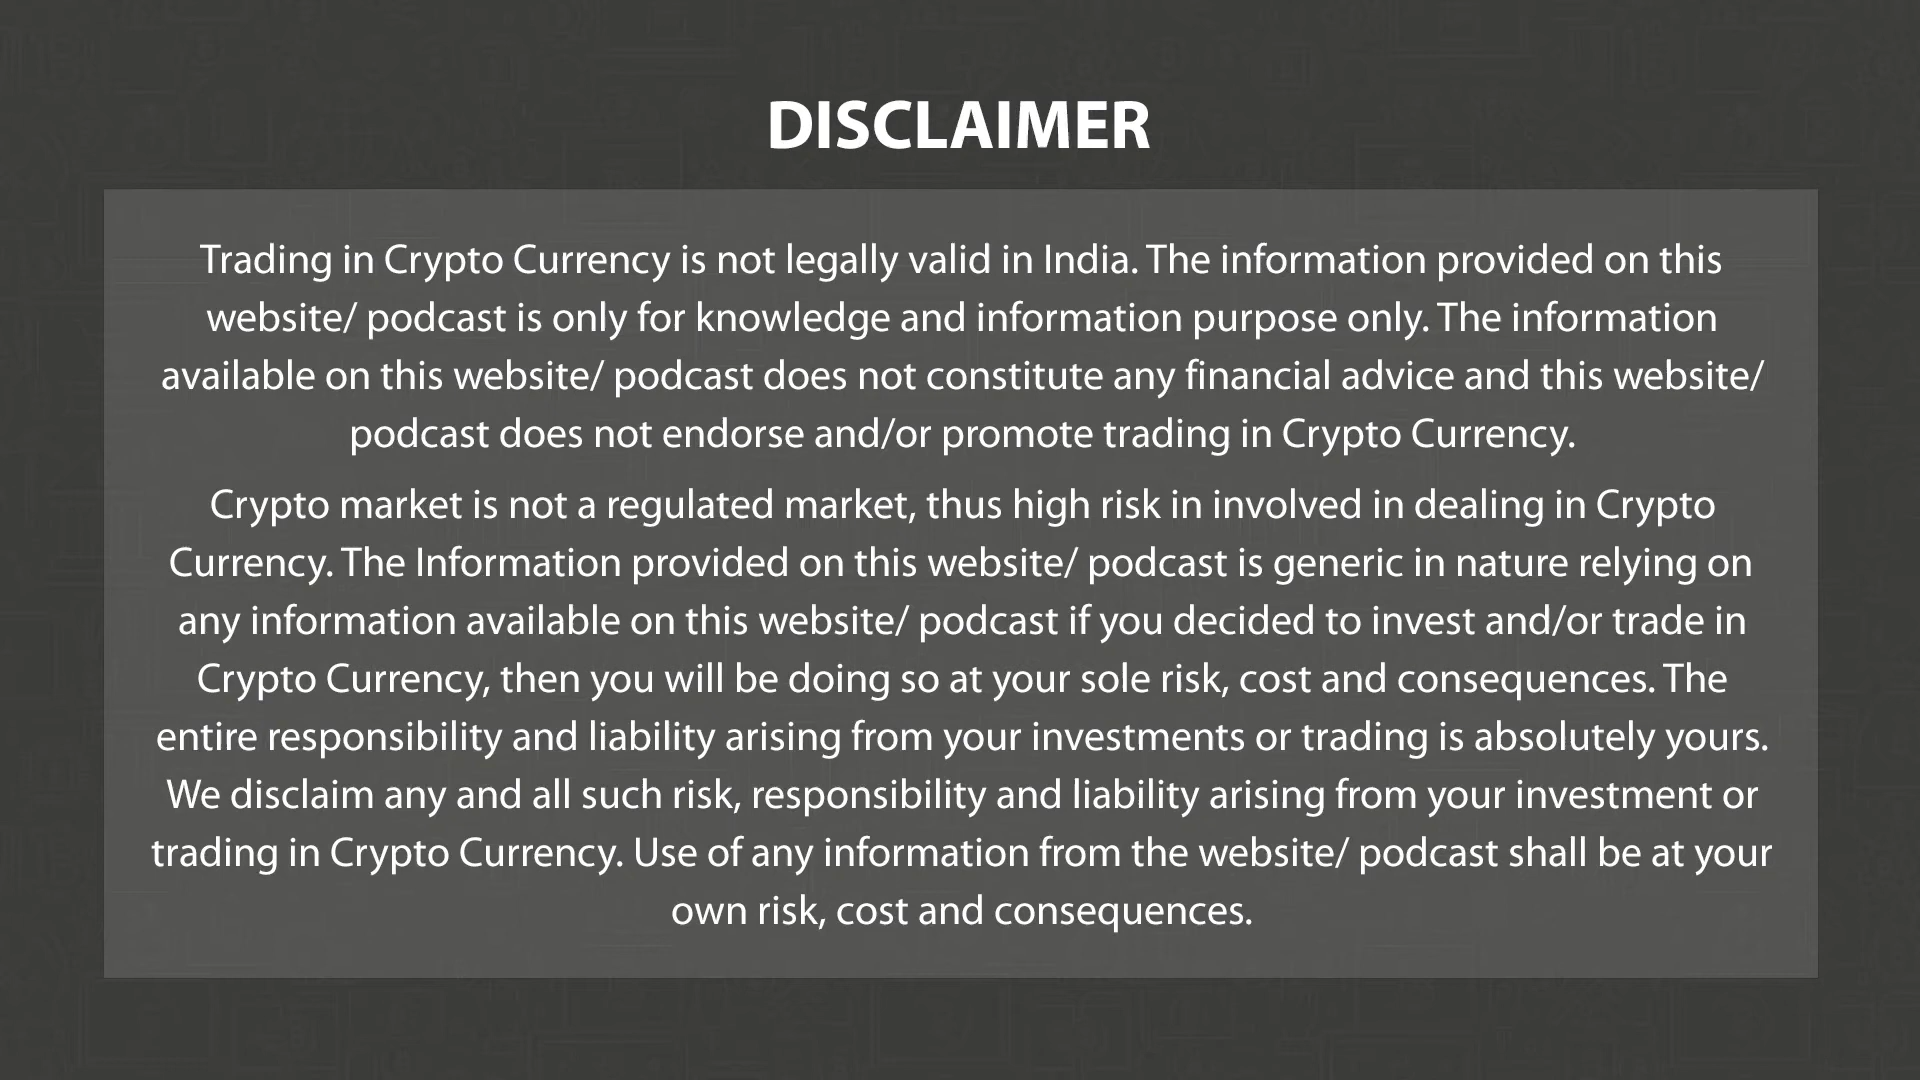 DISCLAIMER
Trading in Crypto Currency is not legally valid in India. The information provided on this
website/ podcast is only for knowledge and information purpose only. The information
available on this website/ podcast does not constitute any financial advice and this website/
podcast does not endorse and/or promote trading in Crypto Currency.
Crypto market is not a regulated market, thus high risk in involved in dealing in Crypto
Currency. The Information provided on this website/ podcast is generic in nature relying on
any information available on this website/ podcast if you decided to invest and/or trade in
Crypto Currency, then you will be doing so at your sole risk, cost and consequences. The
entire responsibility and liability arising from your investments or trading is absolutely yours.
We disclaim any and all such risk, responsibility and liability arising from your investment or
trading in Crypto Currency. Use of any information from the website/ podcast shall be at your
own risk, cost and consequences.